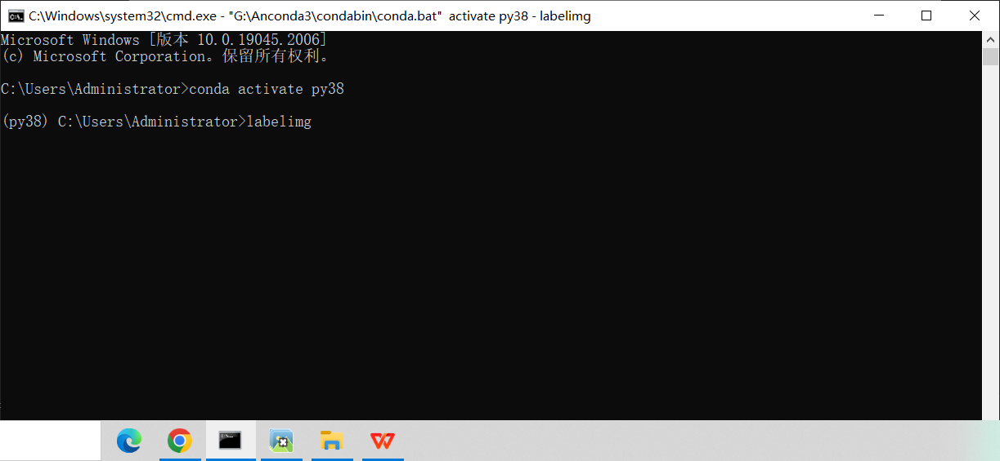 C:\Windows\system32\cmd.exe - "G:\Anconda3\condabin\conda.bat"  activate py38 - labelimg
Microsoft Windows [版本 10.0.19045.2006]
(c) Microsoft Corporation。保留所有权利。
C:\Users\Administrator>conda activate py38
(py38) C:\Users\Administrator>labelimg